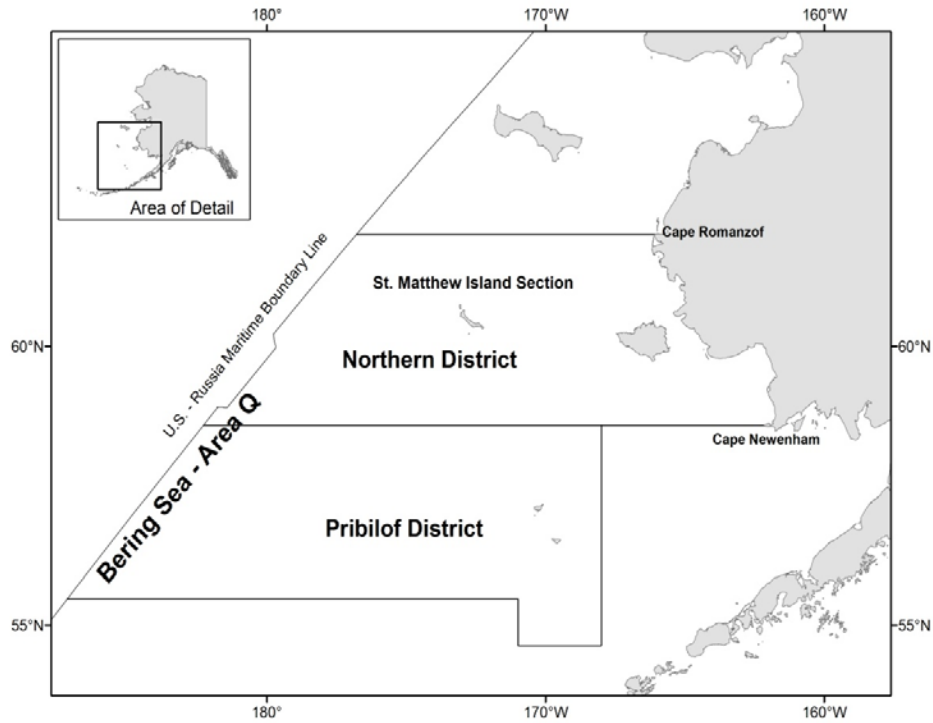 180°
170°W
160°W
Area of Detail
Cape Romanzof
St. Matthew Island Section
U.S. - Russia Maritime Boundary Line
60°N
60°N
Northern District
Bering Sea - Area Q
Cape Newenham
Pribilof District
55°N
55°N
180°
170°W
160°W